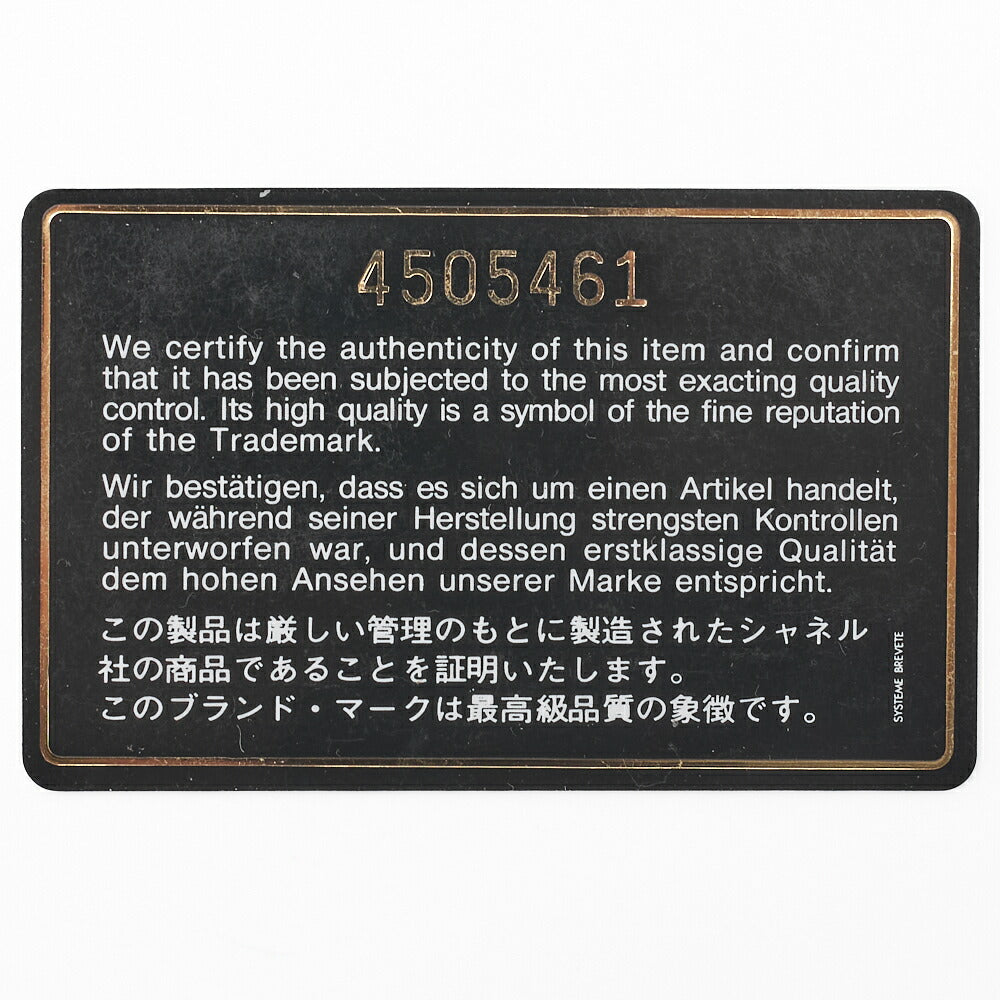 4505461
We certify the authenticity of this item and confirm
that it has been subjected to the most exacting quality
control. Its high quality is a symbol of the fine reputation
of the Trademark.
Wir bestätigen, dass es sich um einen Artikel handelt,
der während seiner Herstellung strengsten Kontrollen
unterworfen war, und dessen erstklassige Qualität
dem hohen Ansehen unserer Marke entspricht.
この製品は厳しい管理のもとに製造されたシャネル
社の商品であることを証明いたします。
このブランド・マークは最高級品質の象徴です。
SYSTEME BREVETE